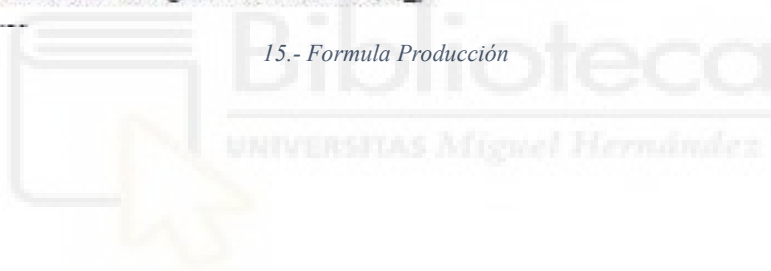 15.- Formula Producción
Biblioteca
UNIVERSITAS Miguel Hernández